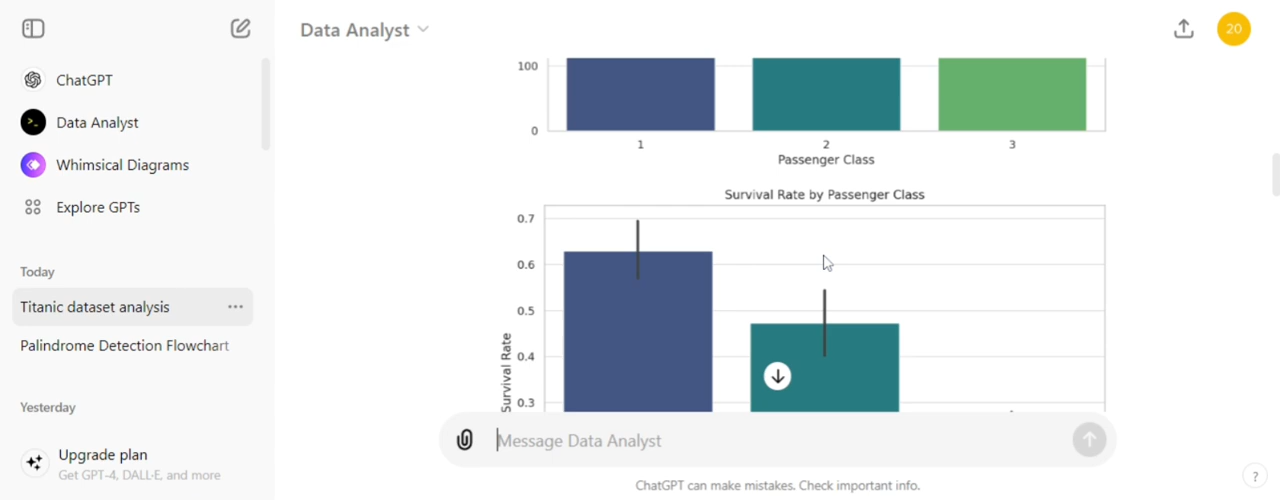 Data Analyst
20
ChatGPT
Data Analyst
Whimsical Diagrams
Explore GPTs
Today
Titanic dataset analysis
Palindrome Detection Flowchart
Yesterday
Upgrade plan
Get GPT-4, DALL·E, and more
100
0
1 2 3
Passenger Class
Survival Rate by Passenger Class
0.7
0.6
0.5
0.4
0.3
Survival Rate
Message Data Analyst
ChatGPT can make mistakes. Check important info.
?